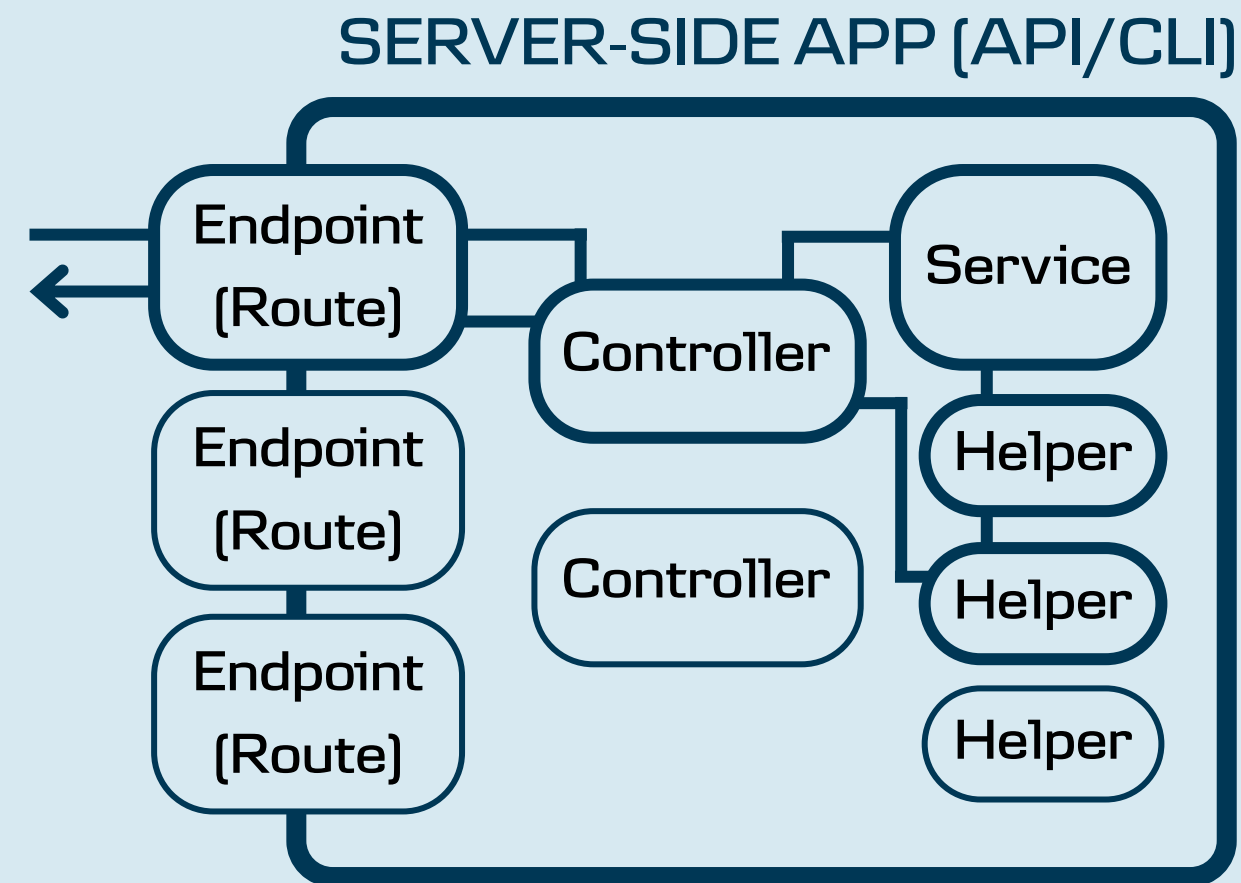 SERVER-SIDE APP (API/CLI)
Endpoint
(Route)
Service
Controller
Endpoint
(Route)
Helper
Controller
Helper
Endpoint
(Route)
Helper